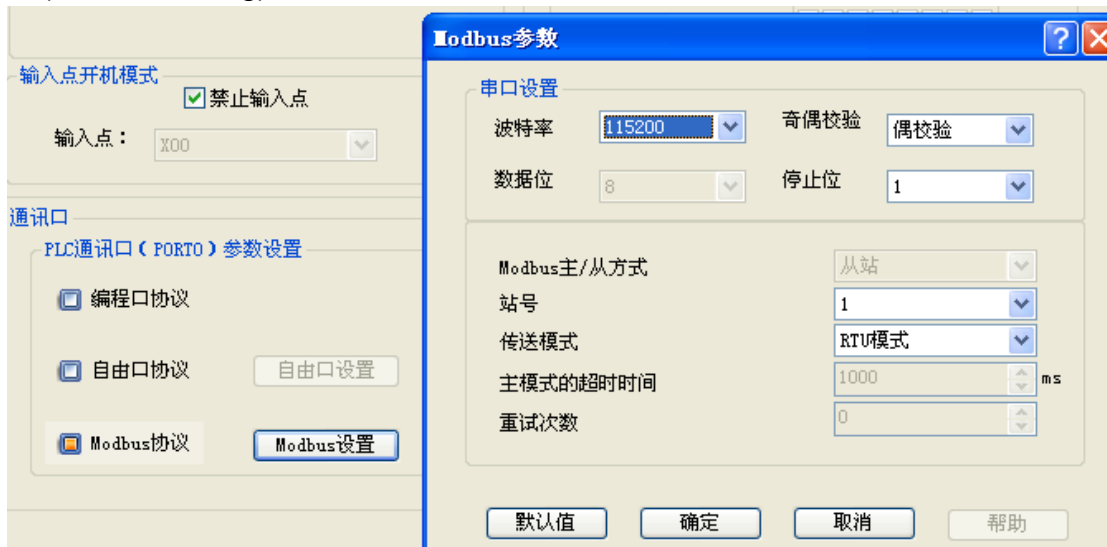 Modbus参数
输入点开机模式
禁止输入点
输入点：
X00
串口设置
波特率
115200
奇偶校验
偶校验
数据位
8
停止位
1
通讯口
PLC通讯口（PORT0）参数设置
编程口协议
自由口协议
自由口设置
Modbus协议
Modbus设置
Modbus主/从方式
从站
站号
1
传送模式
RTU模式
主模式的超时时间
1000
ms
重试次数
0
默认值
确定
取消
帮助